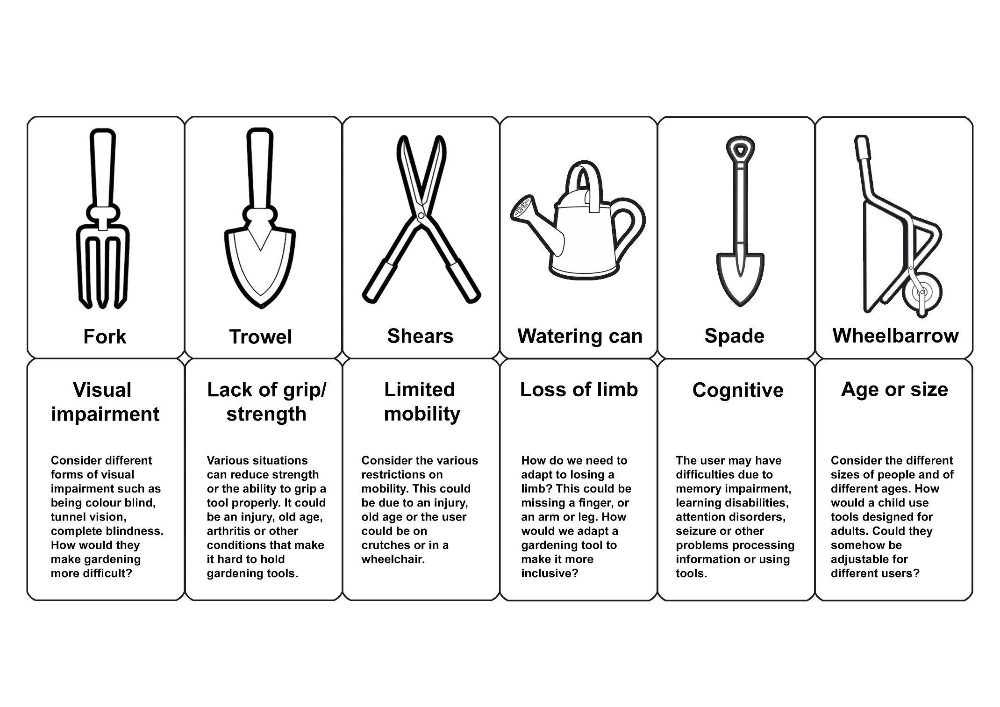 Fork
Trowel
Shears
Watering can
Spade
Wheelbarrow
Visual
impairment
Consider different
forms of visual
impairment such as
being colour blind,
tunnel vision,
complete blindness.
How would they
make gardening
more difficult?
Lack of grip/
strength
Various situations
can reduce strength
or the ability to grip a
tool properly. It could
be an injury, old age,
arthritis or other
conditions that make
it hard to hold
gardening tools.
Limited
mobility
Consider the various
restrictions on
mobility. This could
be due to an injury,
old age or the user
could be on
crutches or in a
wheelchair.
Loss of limb
How do we need to
adapt to losing a
limb? This could be
missing a finger, or
an arm or leg. How
would we adapt a
gardening tool to
make it more
inclusive?
Cognitive
The user may have
difficulties due to
memory impairment,
learning disabilities,
attention disorders,
seizure or other
problems processing
information or using
tools.
Age or size
Consider the different
sizes of people and of
different ages. How
would a child use
tools designed for
adults. Could they
somehow be
adjustable for
different users?